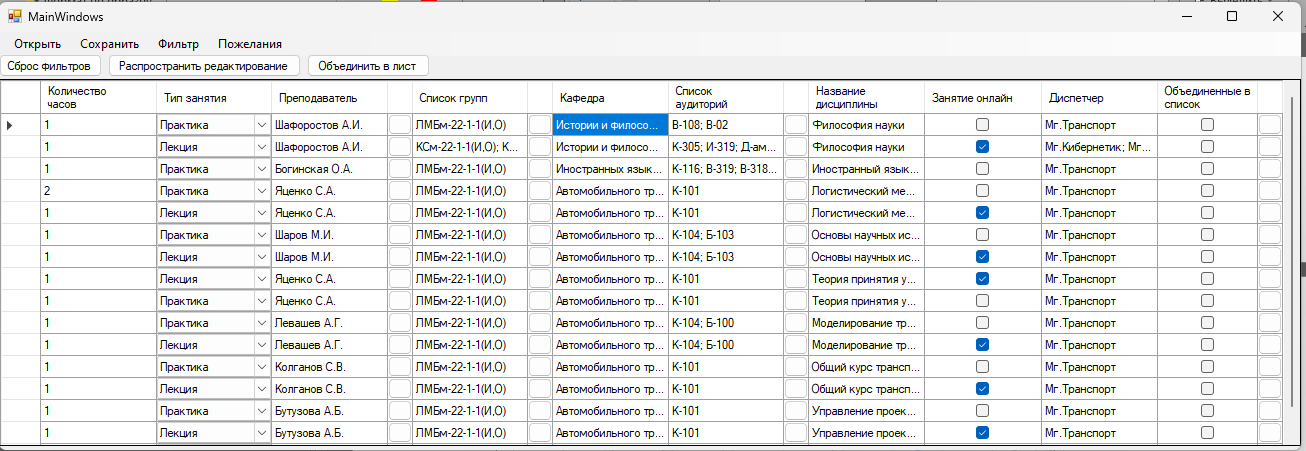 MainWindows
Открыть Сохранить Фильтр Пожелания
Сброс фильтров Распространить редактирование Объединить в лист
Количество часов Тип занятия Преподаватель Список групп Кафедра Список аудиторий Название дисциплины Занятие онлайн Диспетчер Объединенные в список
1 Практика Шафоростов А.И. ЛМБм-22-1-1(И,О) Истории и филосо... В-108; В-02 Философия науки Мг.Транспорт
1 Лекция Шафоростов А.И. КСм-22-1-1(И,О); К... Истории и филосо... К-305; И-319; Д-ам... Философия науки Мг.Кибернетик; Мг...
1 Практика Богинская О.А. ЛМБм-22-1-1(И,О) Иностранных язык... К-116; В-319; В-318... Иностранный язык... Мг.Транспорт
2 Практика Яценко С.А. ЛМБм-22-1-1(И,О) Автомобильного тр... К-101 Логистический ме... Мг.Транспорт
1 Лекция Яценко С.А. ЛМБм-22-1-1(И,О) Автомобильного тр... К-101 Логистический ме... Мг.Транспорт
1 Практика Шаров М.И. ЛМБм-22-1-1(И,О) Автомобильного тр... К-104; Б-103 Основы научных ис... Мг.Транспорт
1 Лекция Шаров М.И. ЛМБм-22-1-1(И,О) Автомобильного тр... К-104; Б-103 Основы научных ис... Мг.Транспорт
1 Лекция Яценко С.А. ЛМБм-22-1-1(И,О) Автомобильного тр... К-101 Теория принятия у... Мг.Транспорт
1 Практика Яценко С.А. ЛМБм-22-1-1(И,О) Автомобильного тр... К-101 Теория принятия у... Мг.Транспорт
1 Практика Левашев А.Г. ЛМБм-22-1-1(И,О) Автомобильного тр... К-104; Б-100 Моделирование тр... Мг.Транспорт
1 Лекция Левашев А.Г. ЛМБм-22-1-1(И,О) Автомобильного тр... К-104; Б-100 Моделирование тр... Мг.Транспорт
1 Практика Колганов С.В. ЛМБм-22-1-1(И,О) Автомобильного тр... К-101 Общий курс трансп... Мг.Транспорт
1 Лекция Колганов С.В. ЛМБм-22-1-1(И,О) Автомобильного тр... К-101 Общий курс трансп... Мг.Транспорт
1 Практика Бутузова А.Б. ЛМБм-22-1-1(И,О) Автомобильного тр... К-101 Управление проек... Мг.Транспорт
1 Лекция Бутузова А.Б. ЛМБм-22-1-1(И,О) Автомобильного тр... К-101 Управление проек... Мг.Транспорт